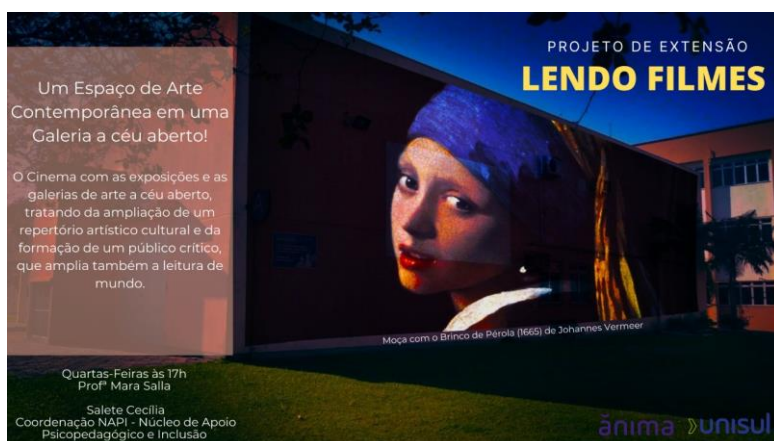 PROJETO DE EXTENSÃO
LENDO FILMES
Um Espaço de Arte
Contemporânea em uma
Galeria a céu aberto!
O Cinema com as exposições e as
galerias de arte a céu aberto,
tratando da ampliação de um
repertório artístico cultural e da
formação de um público crítico,
que amplia também a leitura de
mundo.
Moça com o Brinco de Pérola (1665) de Johannes Vermeer
Quartas-Feiras às 17h
Profª Mara Salla
Salete Cecília
Coordenação NAPI - Núcleo de Apoio
Psicopedagógico e Inclusão
ănima unisul